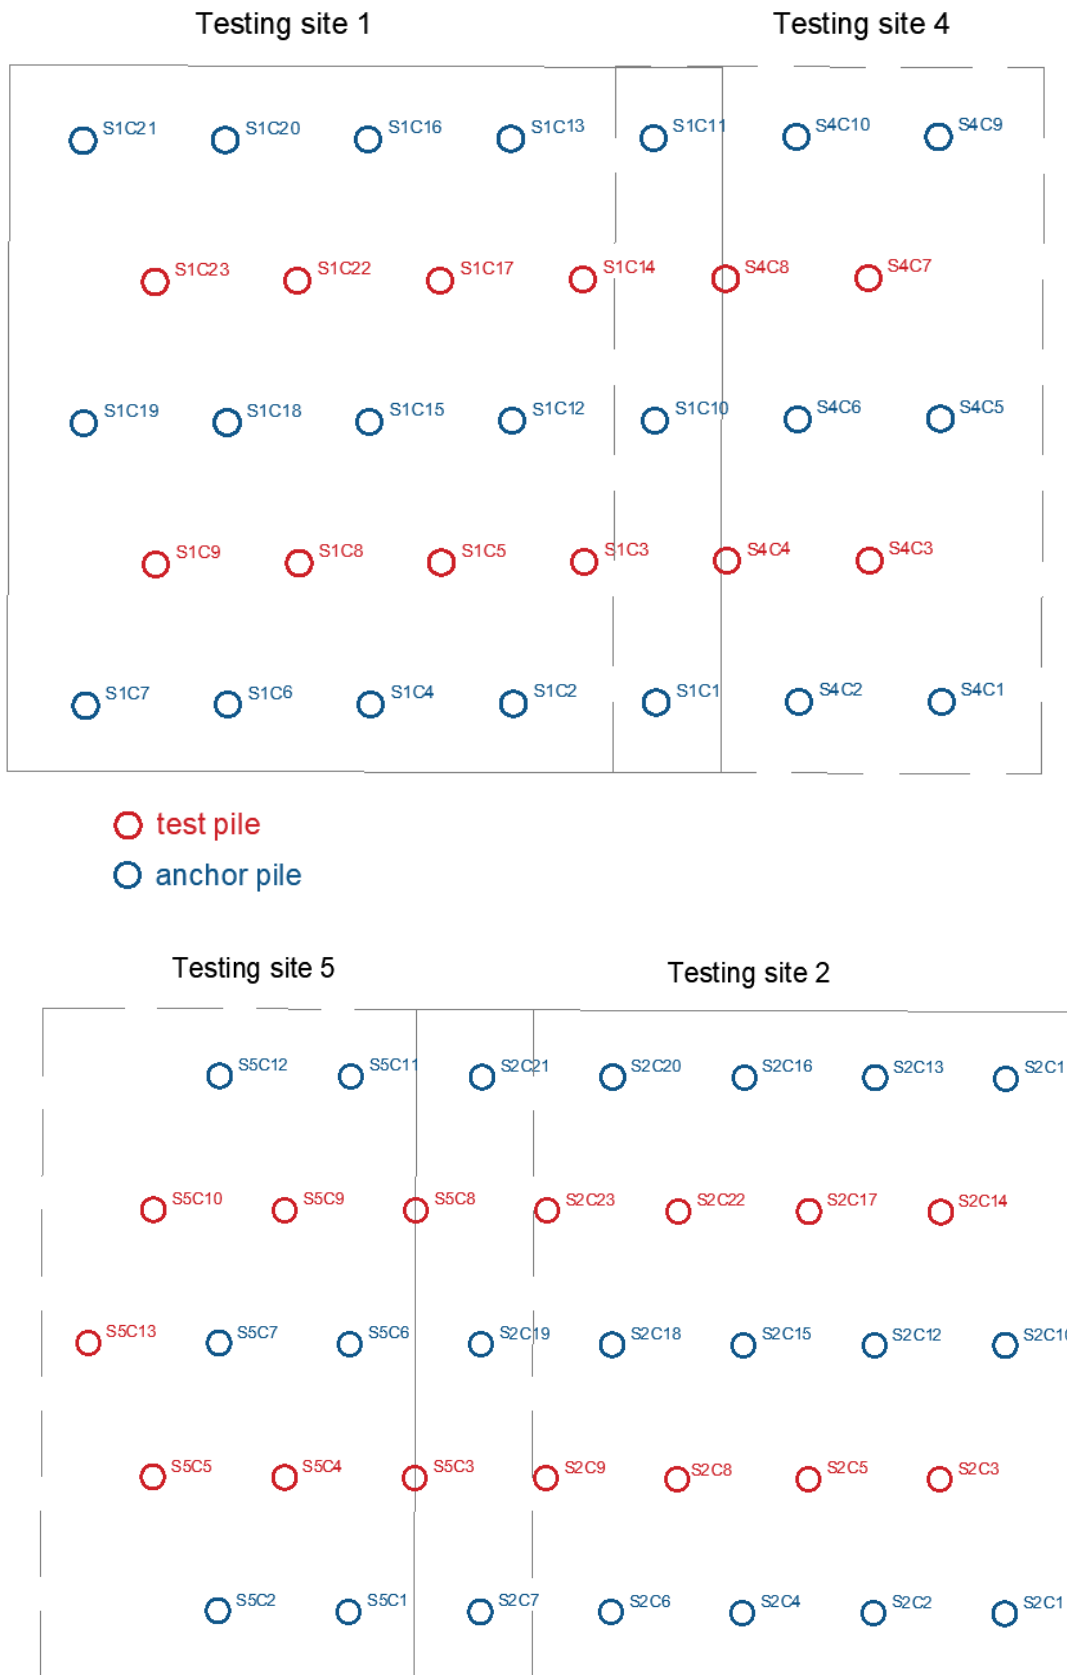 Testing site 1 Testing site 4
S1C21 S1C20 S1C16 S1C13 S1C11 S4C10 S4C9
S1C23 S1C22 S1C17 S1C14 S4C8 S4C7
S1C19 S1C18 S1C15 S1C12 S1C10 S4C6 S4C5
S1C9 S1C8 S1C5 S1C3 S4C4 S4C3
S1C7 S1C6 S1C4 S1C2 S1C1 S4C2 S4C1
test pile
anchor pile
Testing site 5 Testing site 2
S5C12 S5C11 S2C21 S2C20 S2C16 S2C13 S2C1
S5C10 S5C9 S5C8 S2C23 S2C22 S2C17 S2C14
S5C13 S5C7 S5C6 S2C19 S2C18 S2C15 S2C12 S2C10
S5C5 S5C4 S5C3 S2C9 S2C8 S2C5 S2C3
S5C2 S5C1 S2C7 S2C6 S2C4 S2C2 S2C1